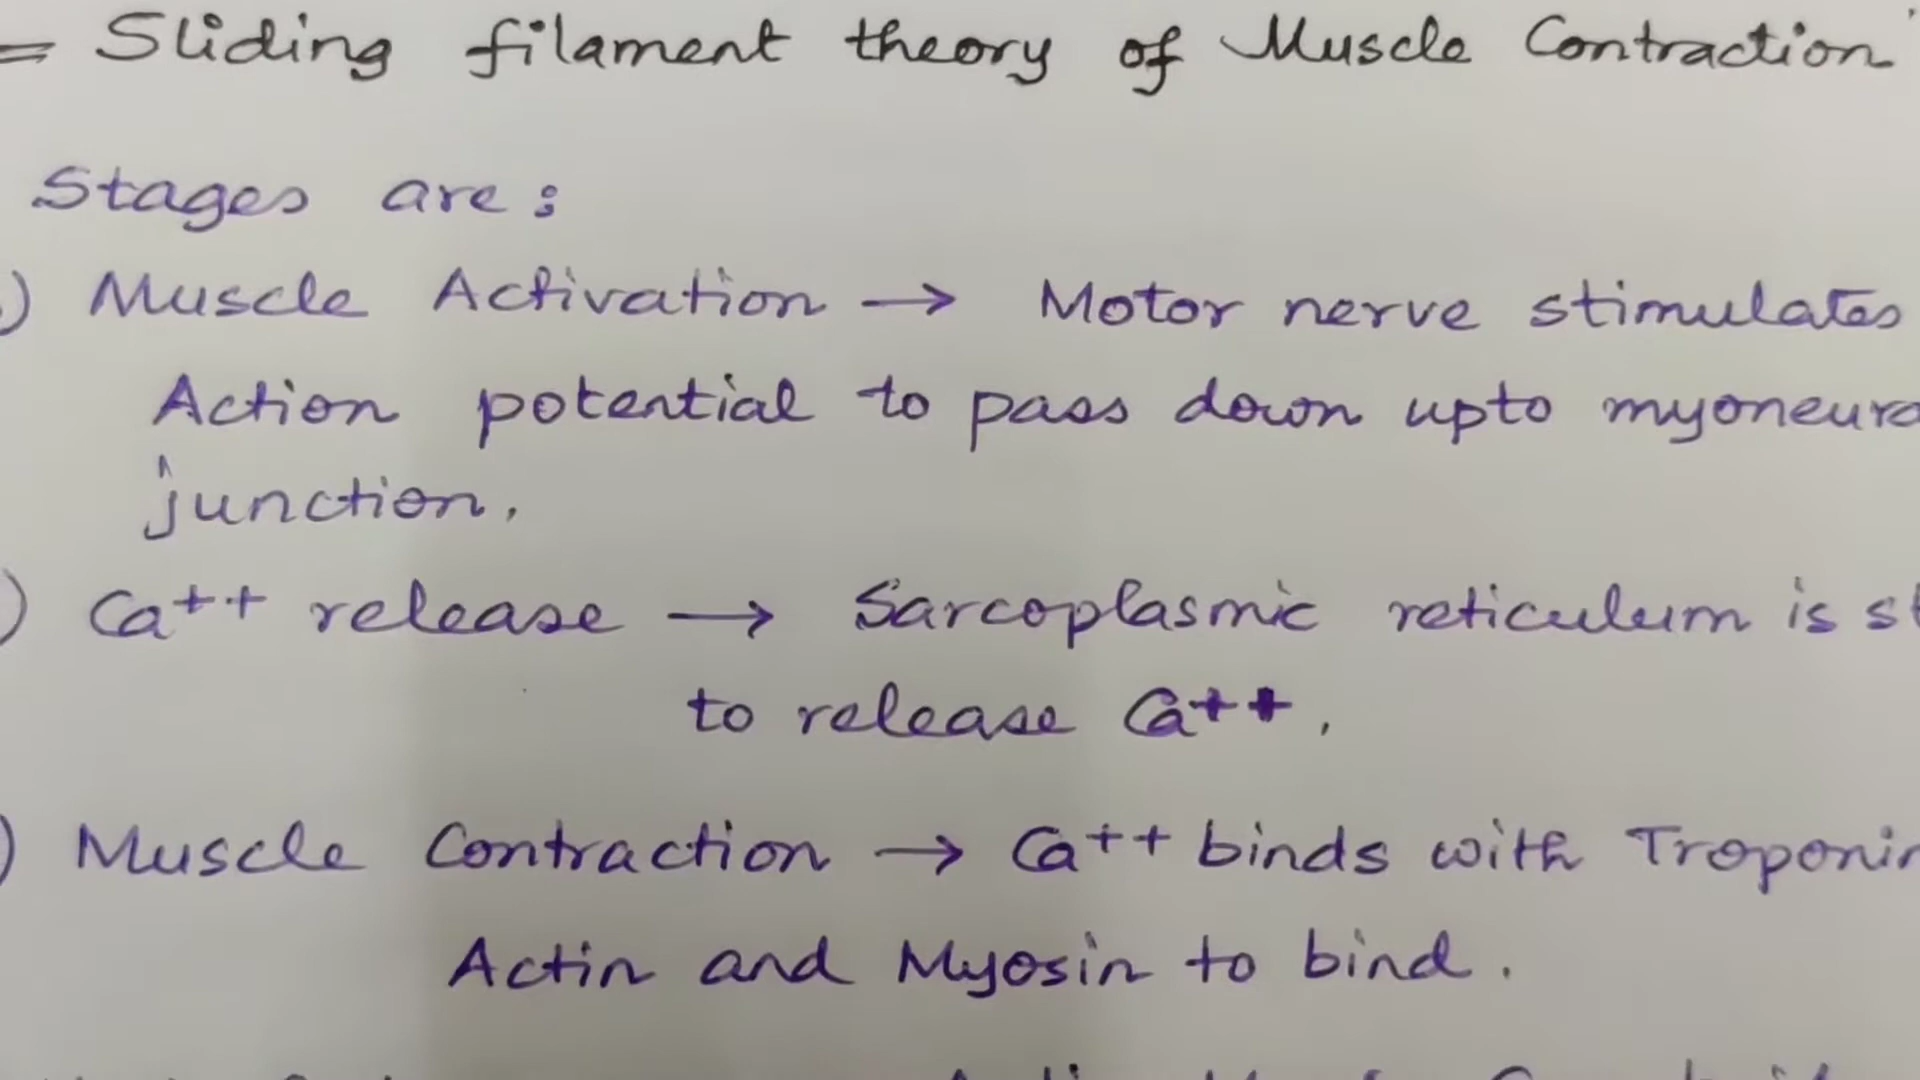 = Sliding filament theory of Muscle Contraction
Stages are :
) Muscle Activation → Motor nerve stimulates
Action potential to pass down upto
junction.
) Ca++ release → Sarcoplasmic reticulum is
to release Ca++.
) Muscle Contraction → Ca++ binds with
Actin and Myosin to bind.